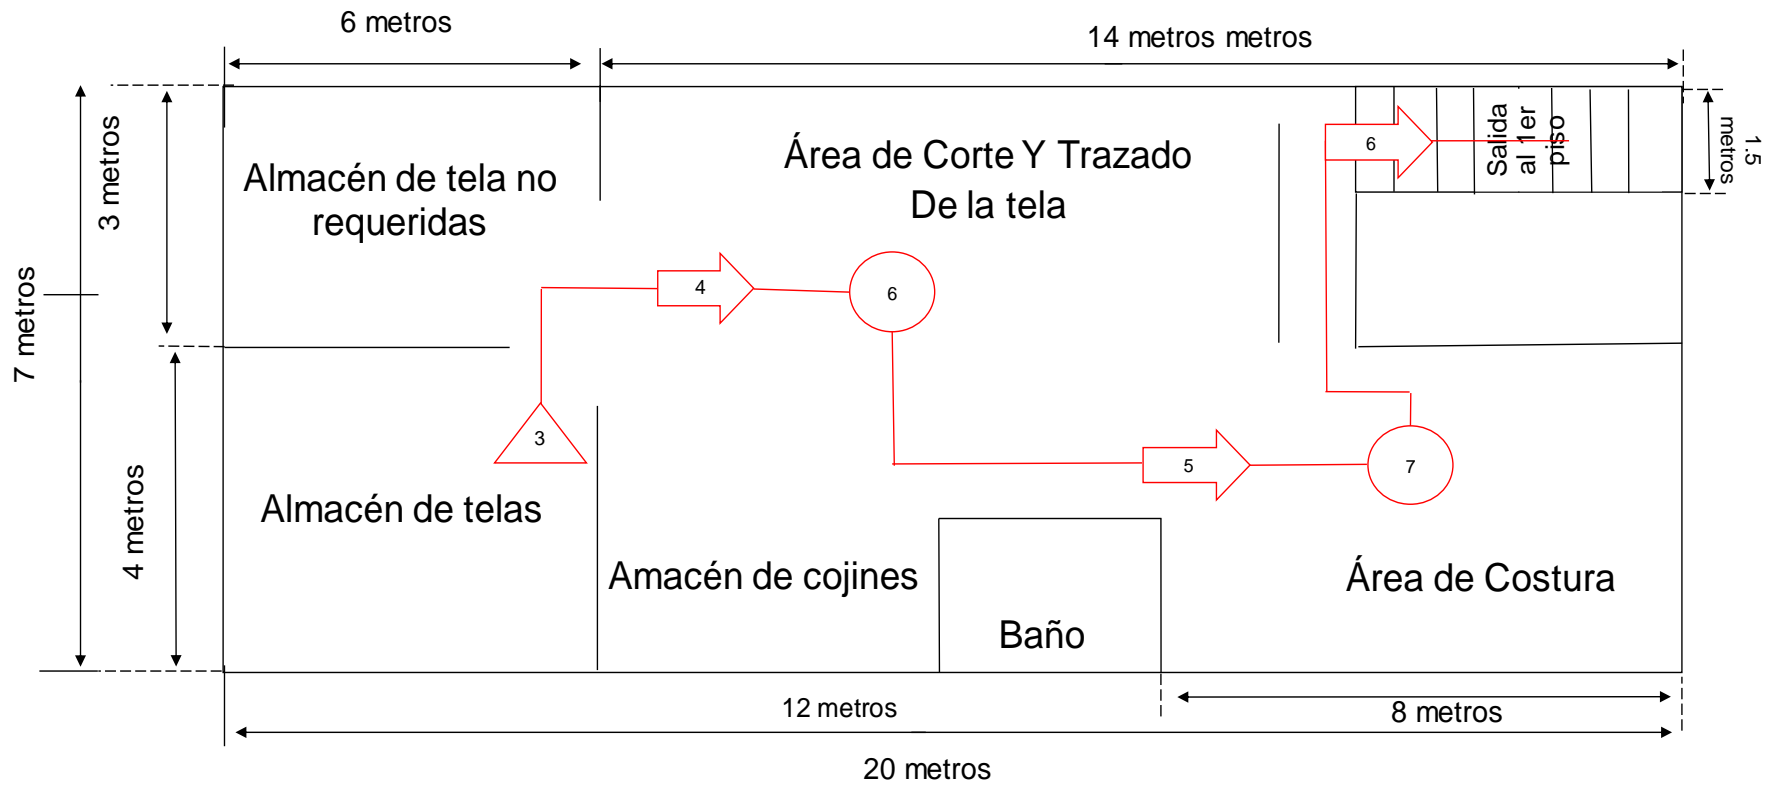 6 metros
14 metros metros
3 metros
7 metros
4 metros
Almacén de tela no
requeridas
Área de Corte Y Trazado
De la tela
6
Salida
al 1er
piso
1.5
metros
4
6
3
5
7
Almacén de telas
Amacén de cojines
Baño
Área de Costura
12 metros
8 metros
20 metros